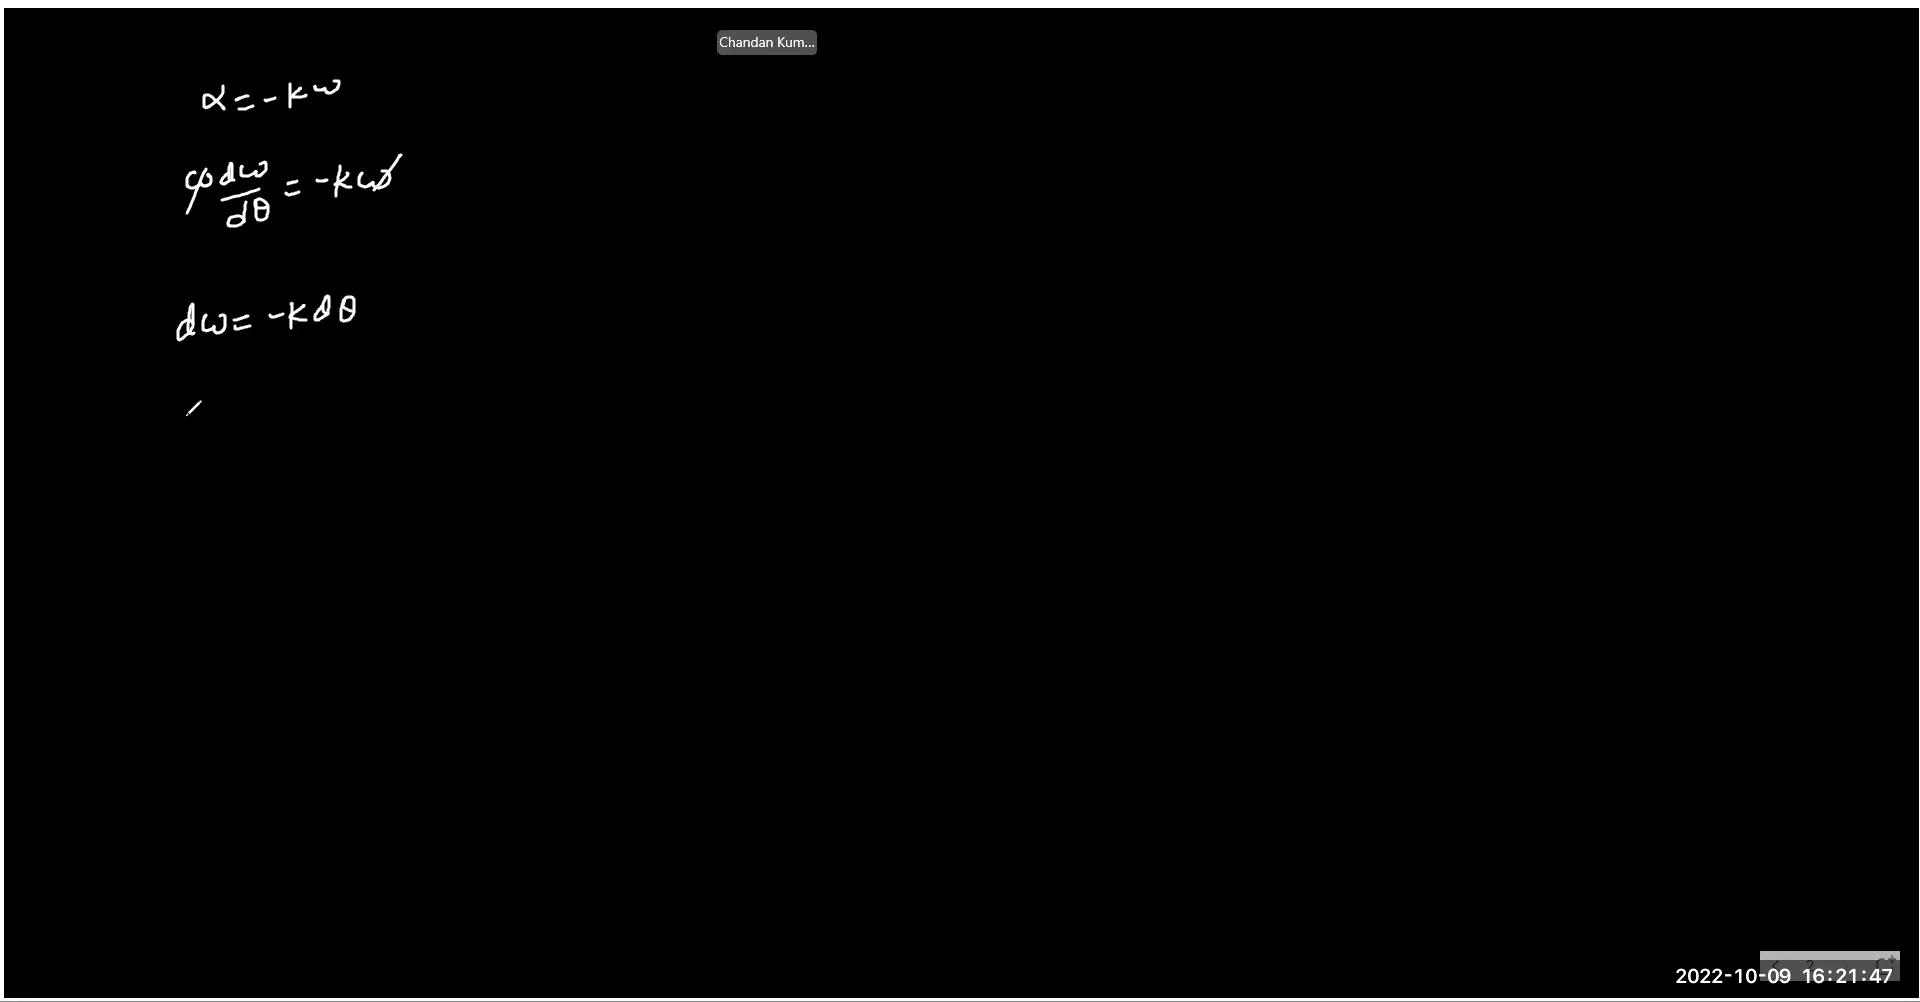 Chandan Kum...
α = -kω
ω dω/dθ = -kω
dω = -k dθ
2022-10-09 16:21:47